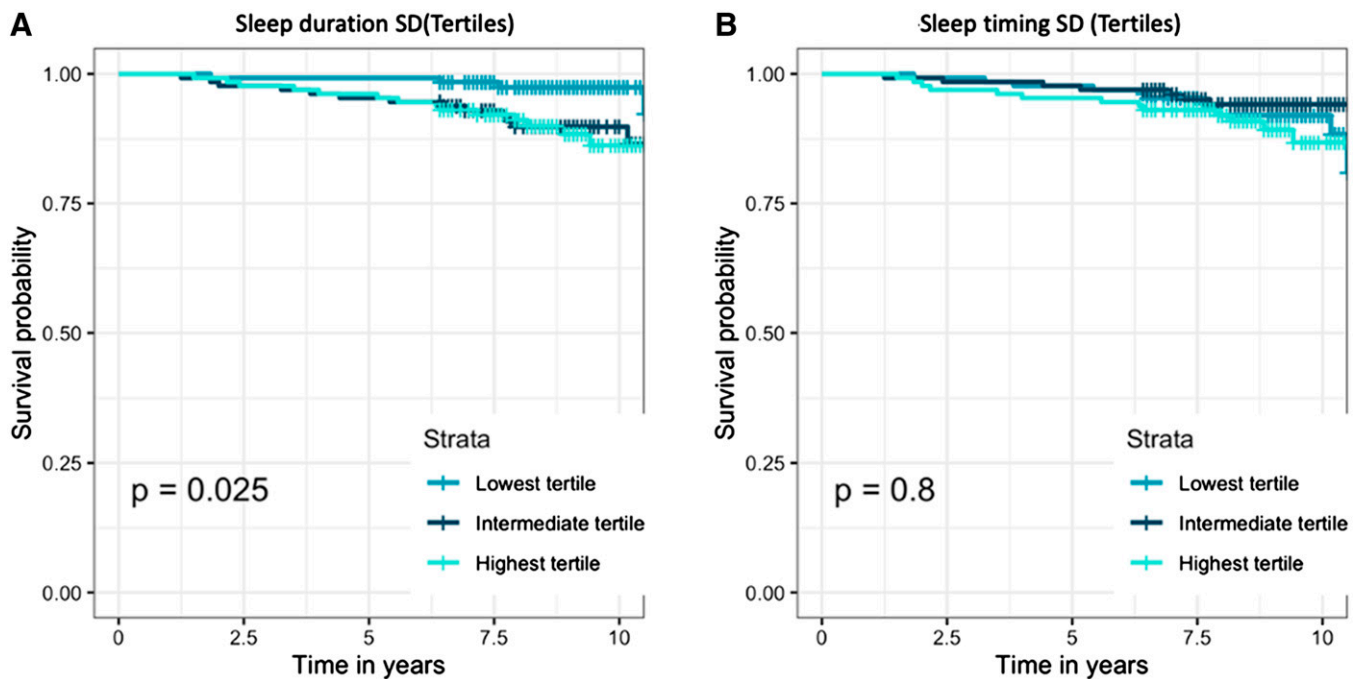 A
Sleep duration SD(Tertiles)
1.00
0.75
0.50
0.25
0.00
Survival probability
p = 0.025
Strata
Lowest tertile
Intermediate tertile
Highest tertile
0 2.5 5 7.5 10
Time in years
B
Sleep timing SD (Tertiles)
1.00
0.75
0.50
0.25
0.00
Survival probability
p = 0.8
Strata
Lowest tertile
Intermediate tertile
Highest tertile
0 2.5 5 7.5 10
Time in years